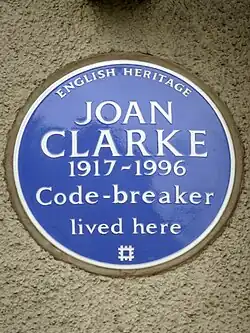 ENGLISH HERITAGE
JOAN
CLARKE
1917~1996
Code-breaker
lived here